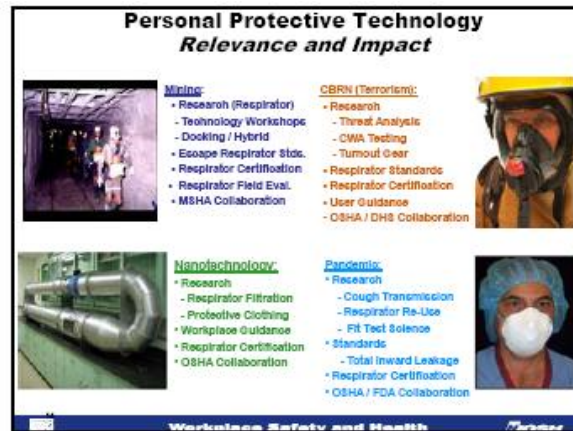 Personal Protective Technology
Relevance and Impact
Mining:
• Research (Respirator)
- Technology Workshops
- Docking / Hybrid
• Escape Respirator Stds.
• Respirator Certification
• Respirator Field Eval.
• MSHA Collaboration
CBRN (Terrorism):
• Research
- Threat Analysis
- CWA Testing
- Turnout Gear
• Respirator Standards
• Respirator Certification
• User Guidance
• OSHA / DHS Collaboration
Nanotechnology:
• Research
- Respirator Filtration
- Protective Clothing
• Workplace Guidance
• Respirator Certification
• OSHA Collaboration
Pandemic:
• Research
- Cough Transmission
- Respirator Re-Use
- Fit Test Science
• Standards
- Total Inward Leakage
• Respirator Certification
• OSHA / FDA Collaboration
Workplace Safety and Health